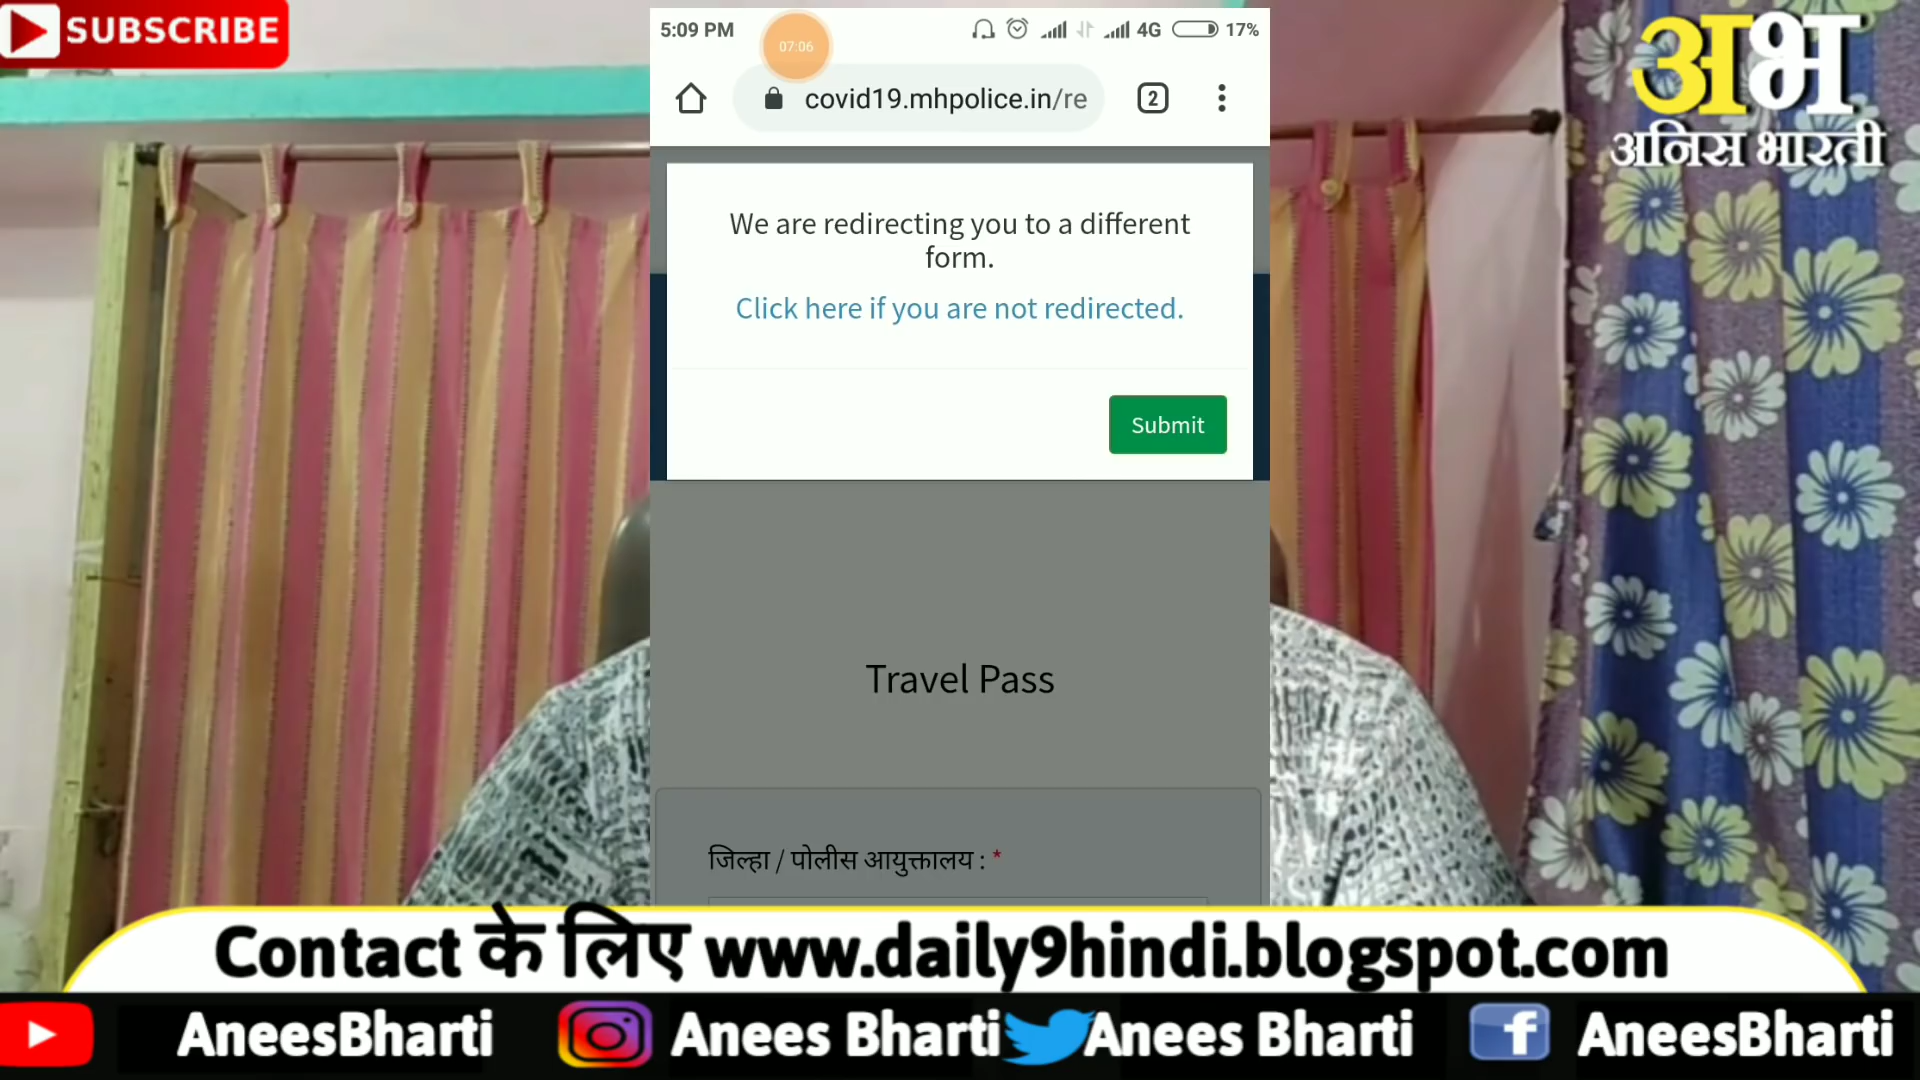 SUBSCRIBE
5:09 PM
07:06
4G
17%
covid19.mhpolice.in/re
2
अभ
अनिस भारती
We are redirecting you to a different
form.
Click here if you are not redirected.
Submit
Travel Pass
जिल्हा / पोलीस आयुक्तालय : *
Contact के लिए www.daily9hindi.blogspot.com
AneesBharti
Anees Bharti
Anees Bharti
AneesBharti